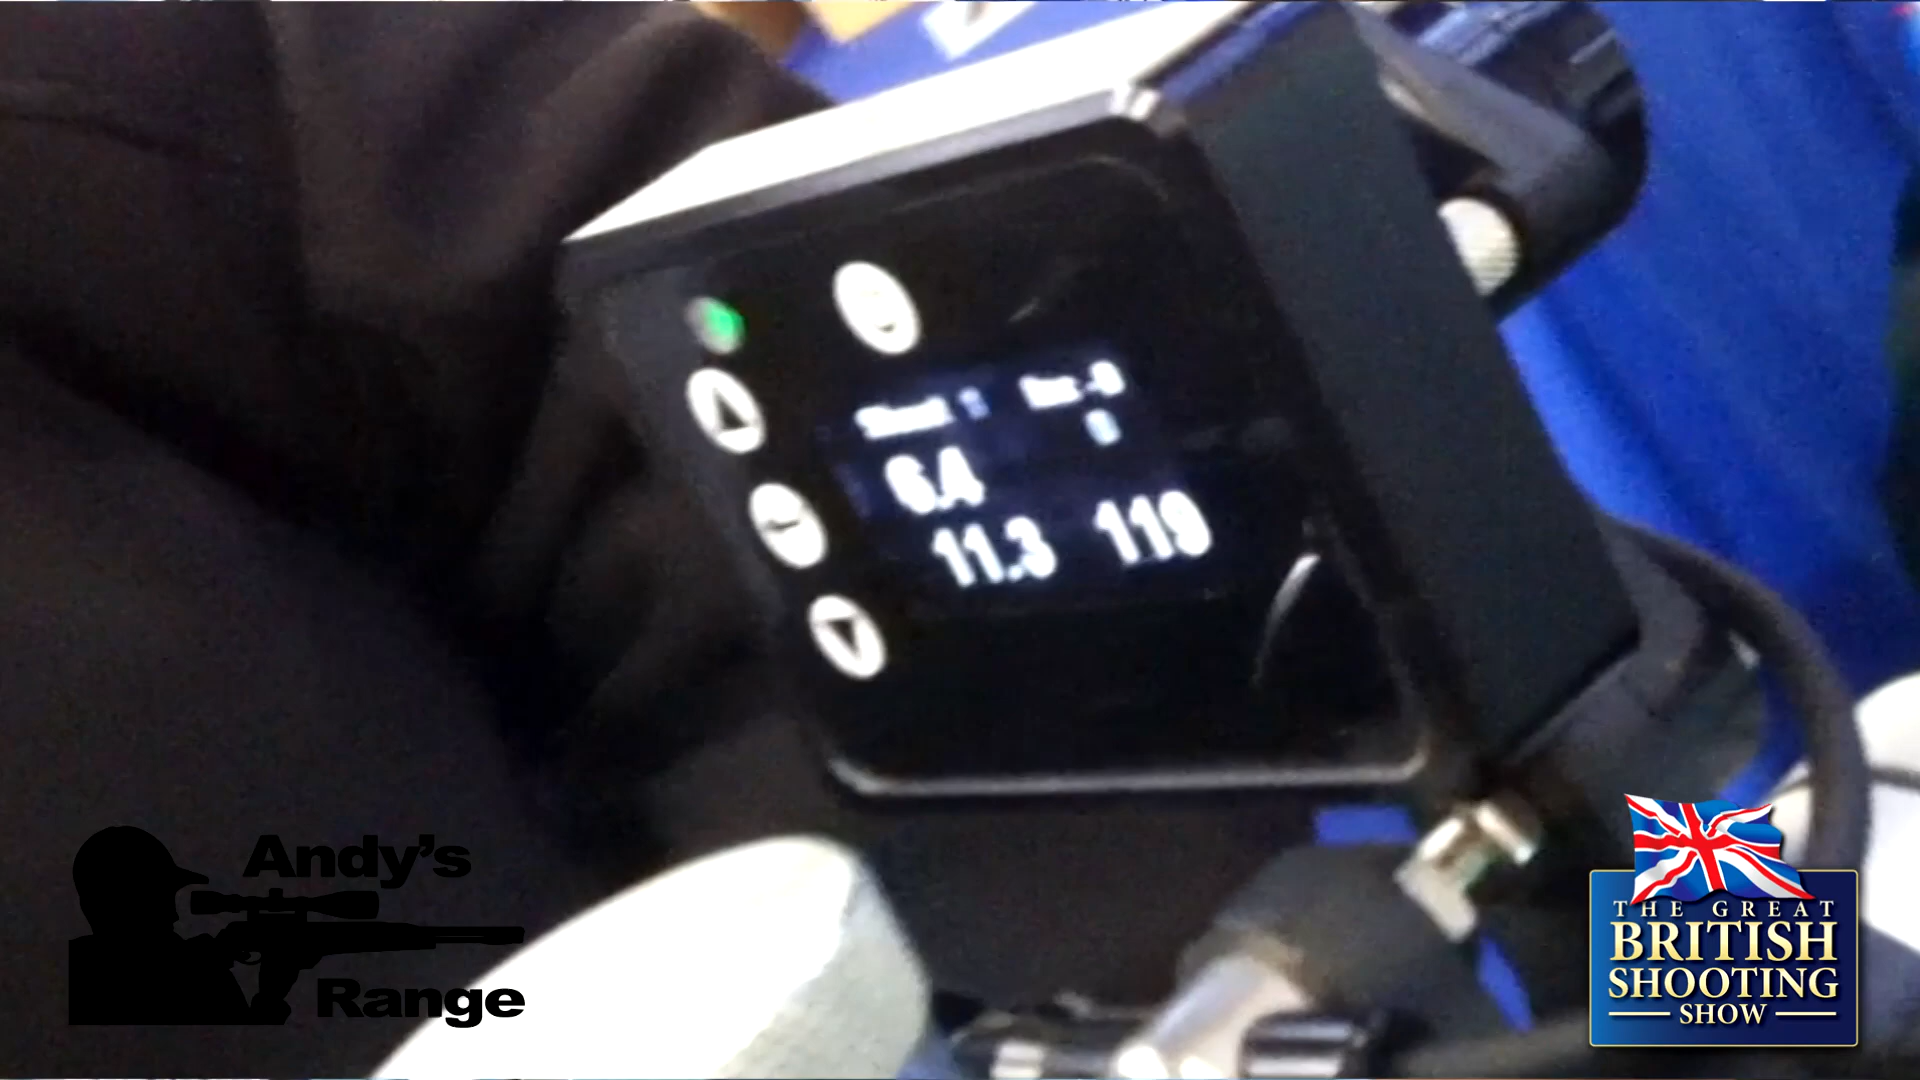 6.4
11.3 119
Andy's
Range
THE GREAT
BRITISH
SHOOTING
SHOW